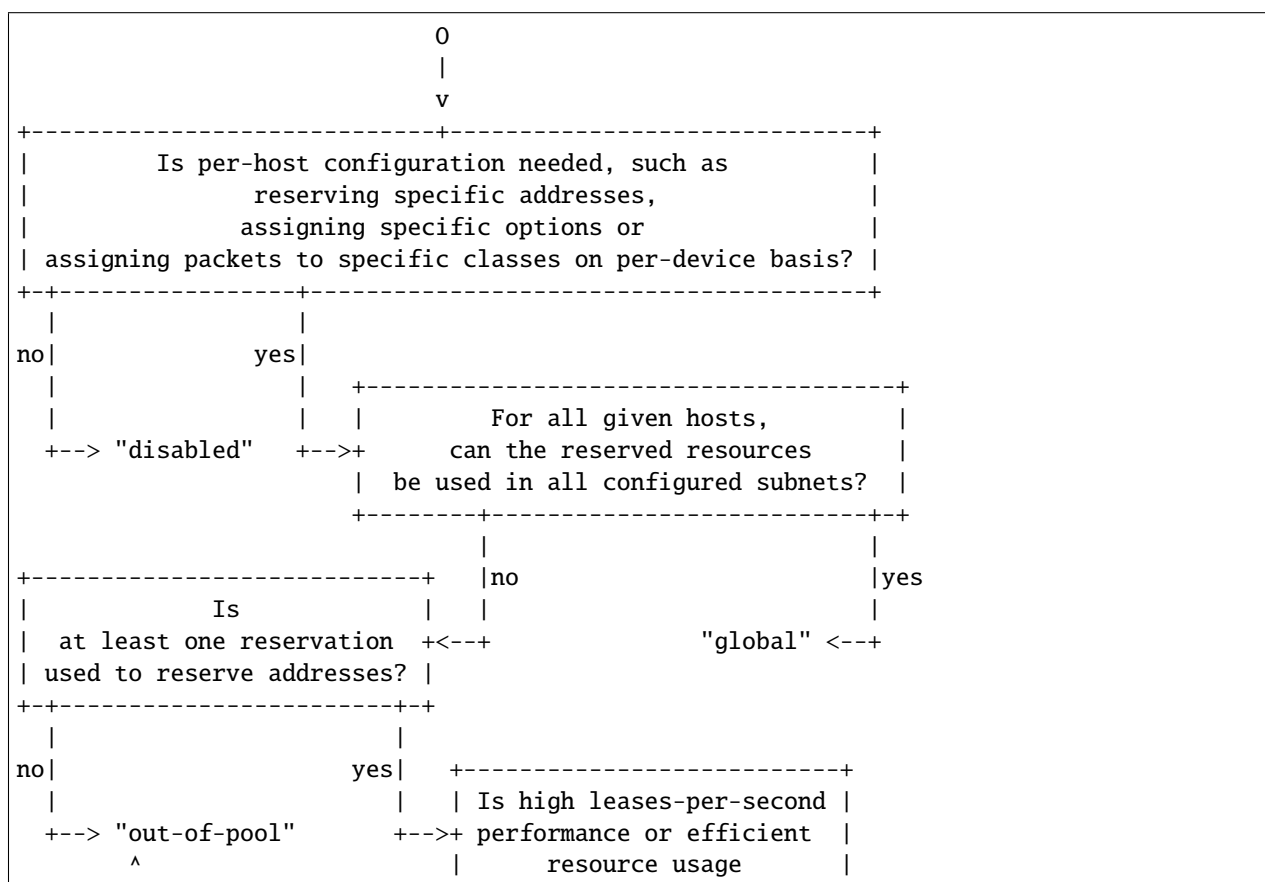 O
                              |
                              v
+-----------------------------+------------------------------+
|         Is per-host configuration needed, such as          |
|                reserving specific addresses,               |
|               assigning specific options or                |
| assigning packets to specific classes on per-device basis? |
+-+-----------------+----------------------------------------+
  |                 |
no|              yes|
  |                 |   +--------------------------------------+
  |                 |   |         For all given hosts,         |
  +--> "disabled"   +-->+      can the reserved resources      |
                        |  be used in all configured subnets?  |
                        +--------+---------------------------+-+
                                 |                           |
+----------------------------+   |no                         |yes
|             Is             |   |                           |
|  at least one reservation  +<--+               "global" <--+
| used to reserve addresses? |
+-+------------------------+-+
  |                        |
no|                     yes|   +---------------------------+
  |                        |   | Is high leases-per-second |
  +--> "out-of-pool"       +-->+ performance or efficient  |
        ^                      |      resource usage       |